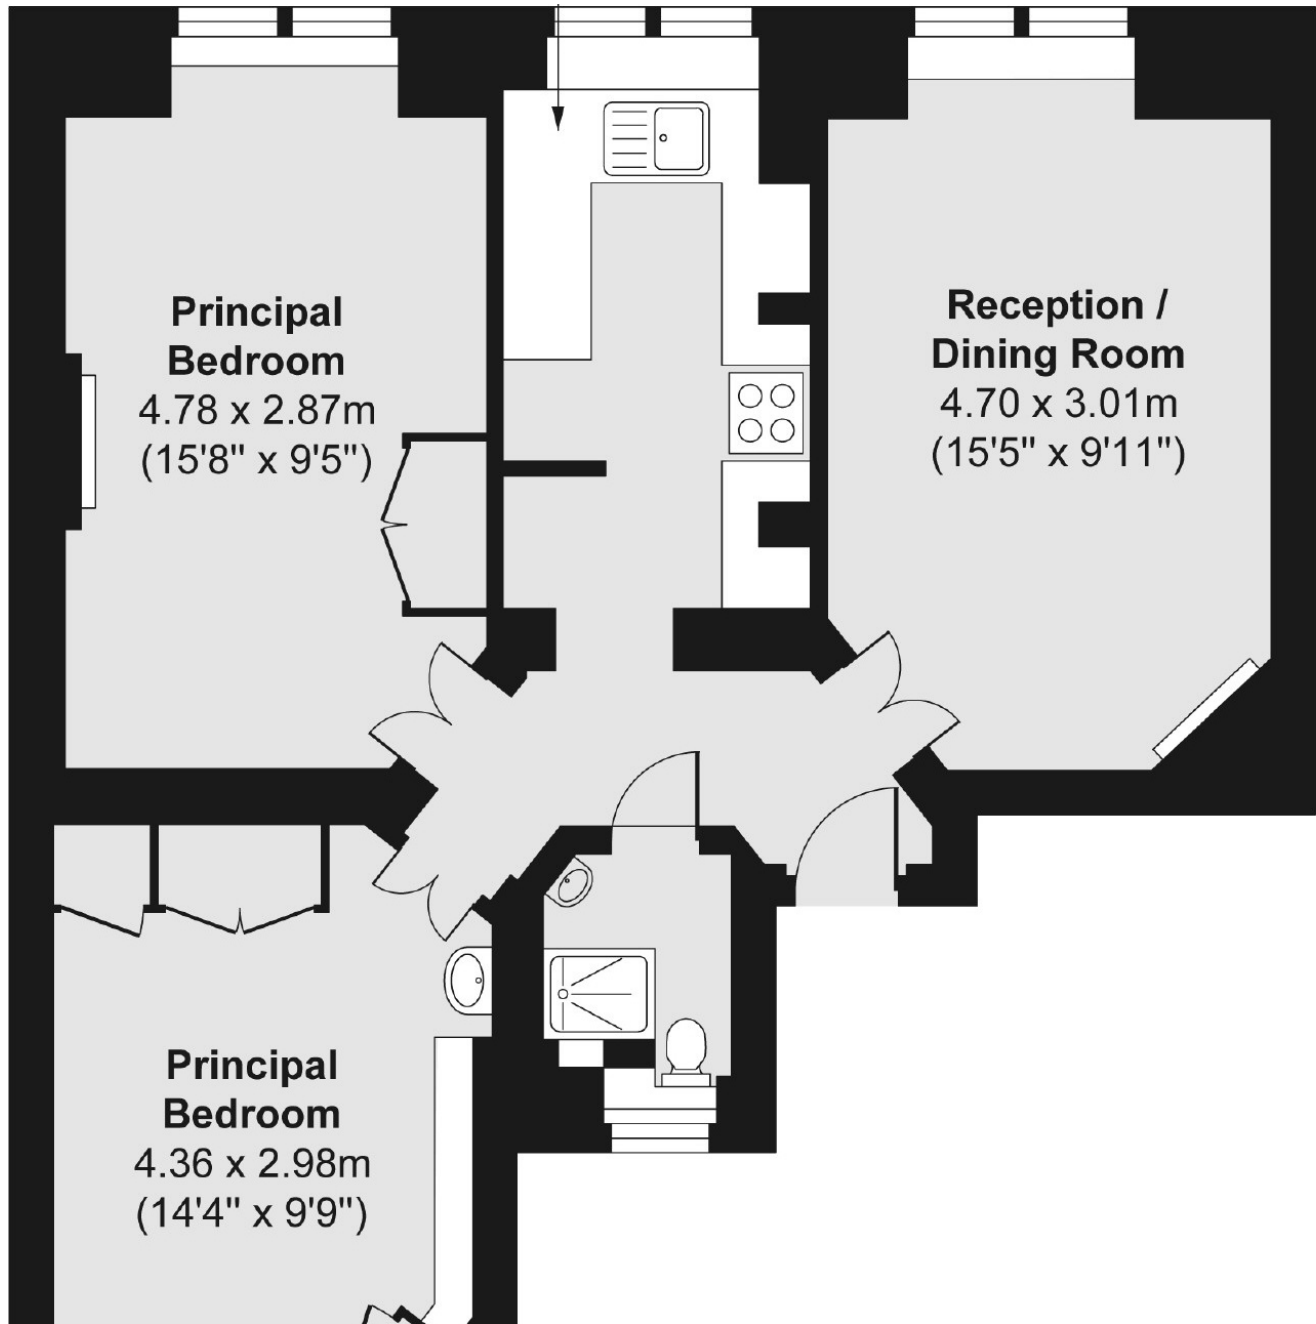 Principal
Bedroom
4.78 x 2.87m
(15'8" x 9'5")
Reception /
Dining Room
4.70 x 3.01m
(15'5" x 9'11")
Principal
Bedroom
4.36 x 2.98m
(14'4" x 9'9")